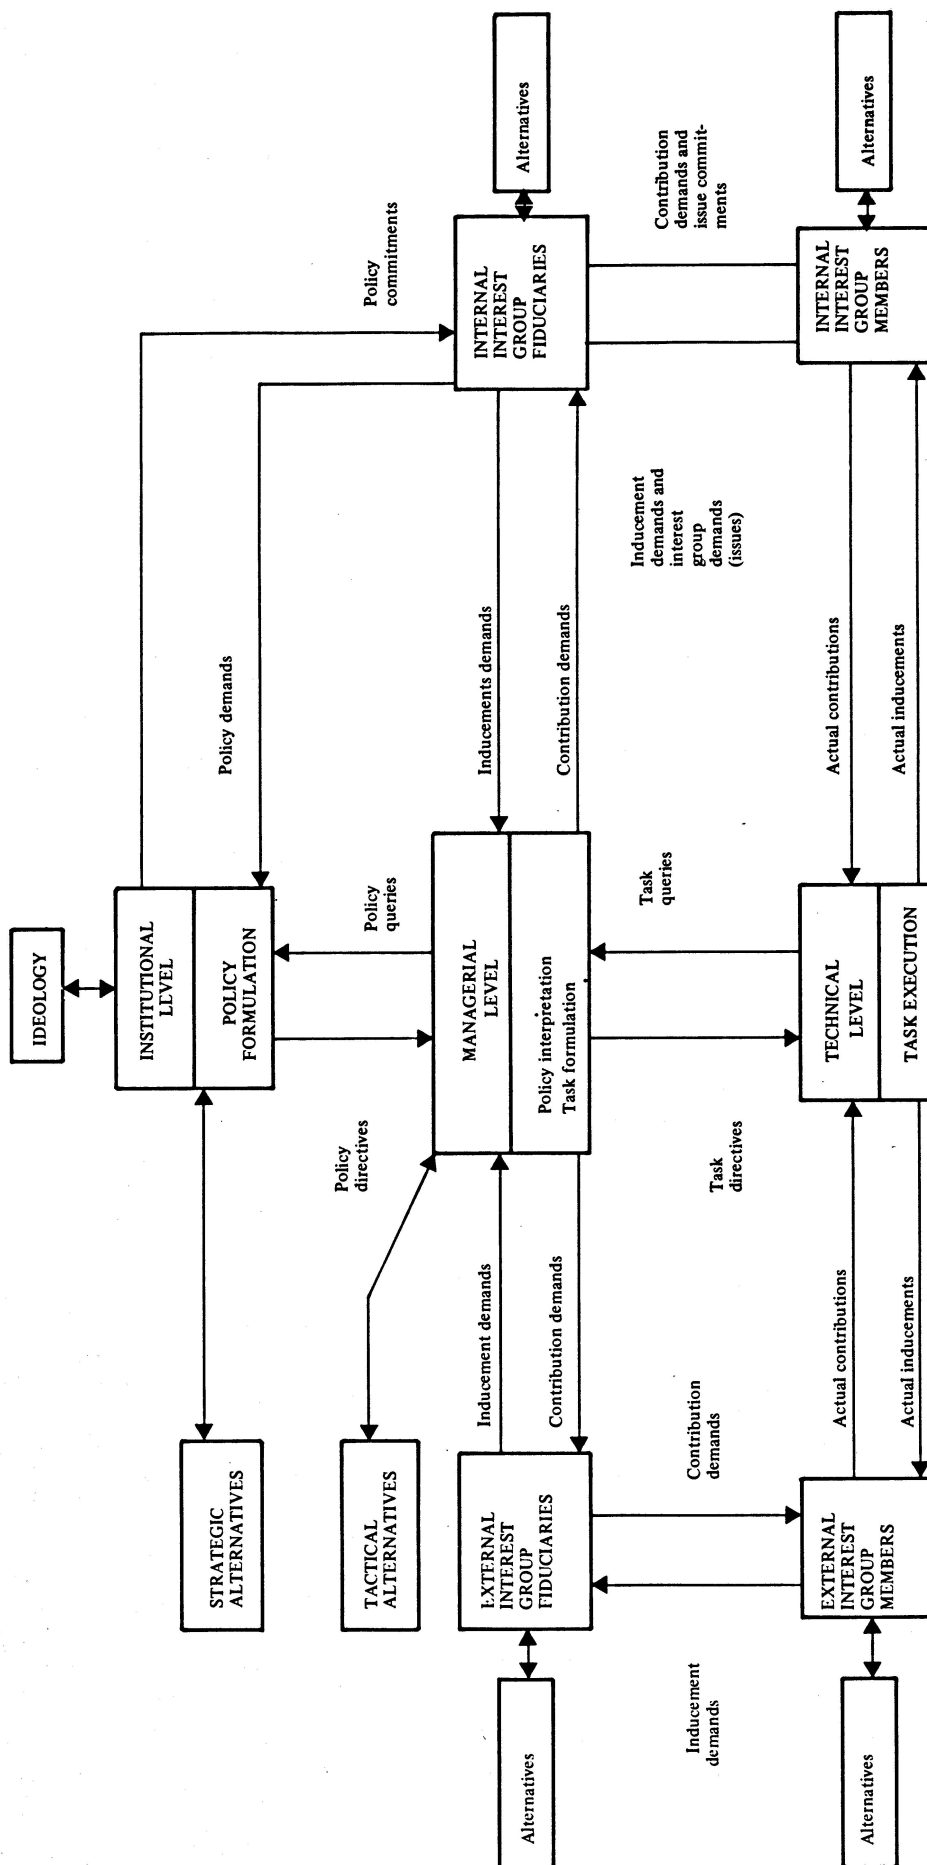 IDEOLOGY
INSTITUTIONAL
LEVEL
POLICY
FORMULATION
STRATEGIC
ALTERNATIVES
Policy demands
Policy
commitments
Policy
directives
Policy
queries
TACTICAL
ALTERNATIVES
MANAGERIAL
LEVEL
Policy interpretation
Task formulation
Alternatives
EXTERNAL
INTEREST
GROUP
FIDUCIARIES
Inducement demands
Contribution demands
Inducements demands
Contribution demands
INTERNAL
INTEREST
GROUP
FIDUCIARIES
Alternatives
Inducement
demands
Contribution
demands
Task
directives
Task
queries
Inducement
demands and
interest
group
demands
(issues)
Contribution
demands and
issue commit-
ments
Alternatives
EXTERNAL
INTEREST
GROUP
MEMBERS
Actual contributions
Actual inducements
TECHNICAL
LEVEL
TASK EXECUTION
Actual contributions
Actual inducements
INTERNAL
INTEREST
GROUP
MEMBERS
Alternatives